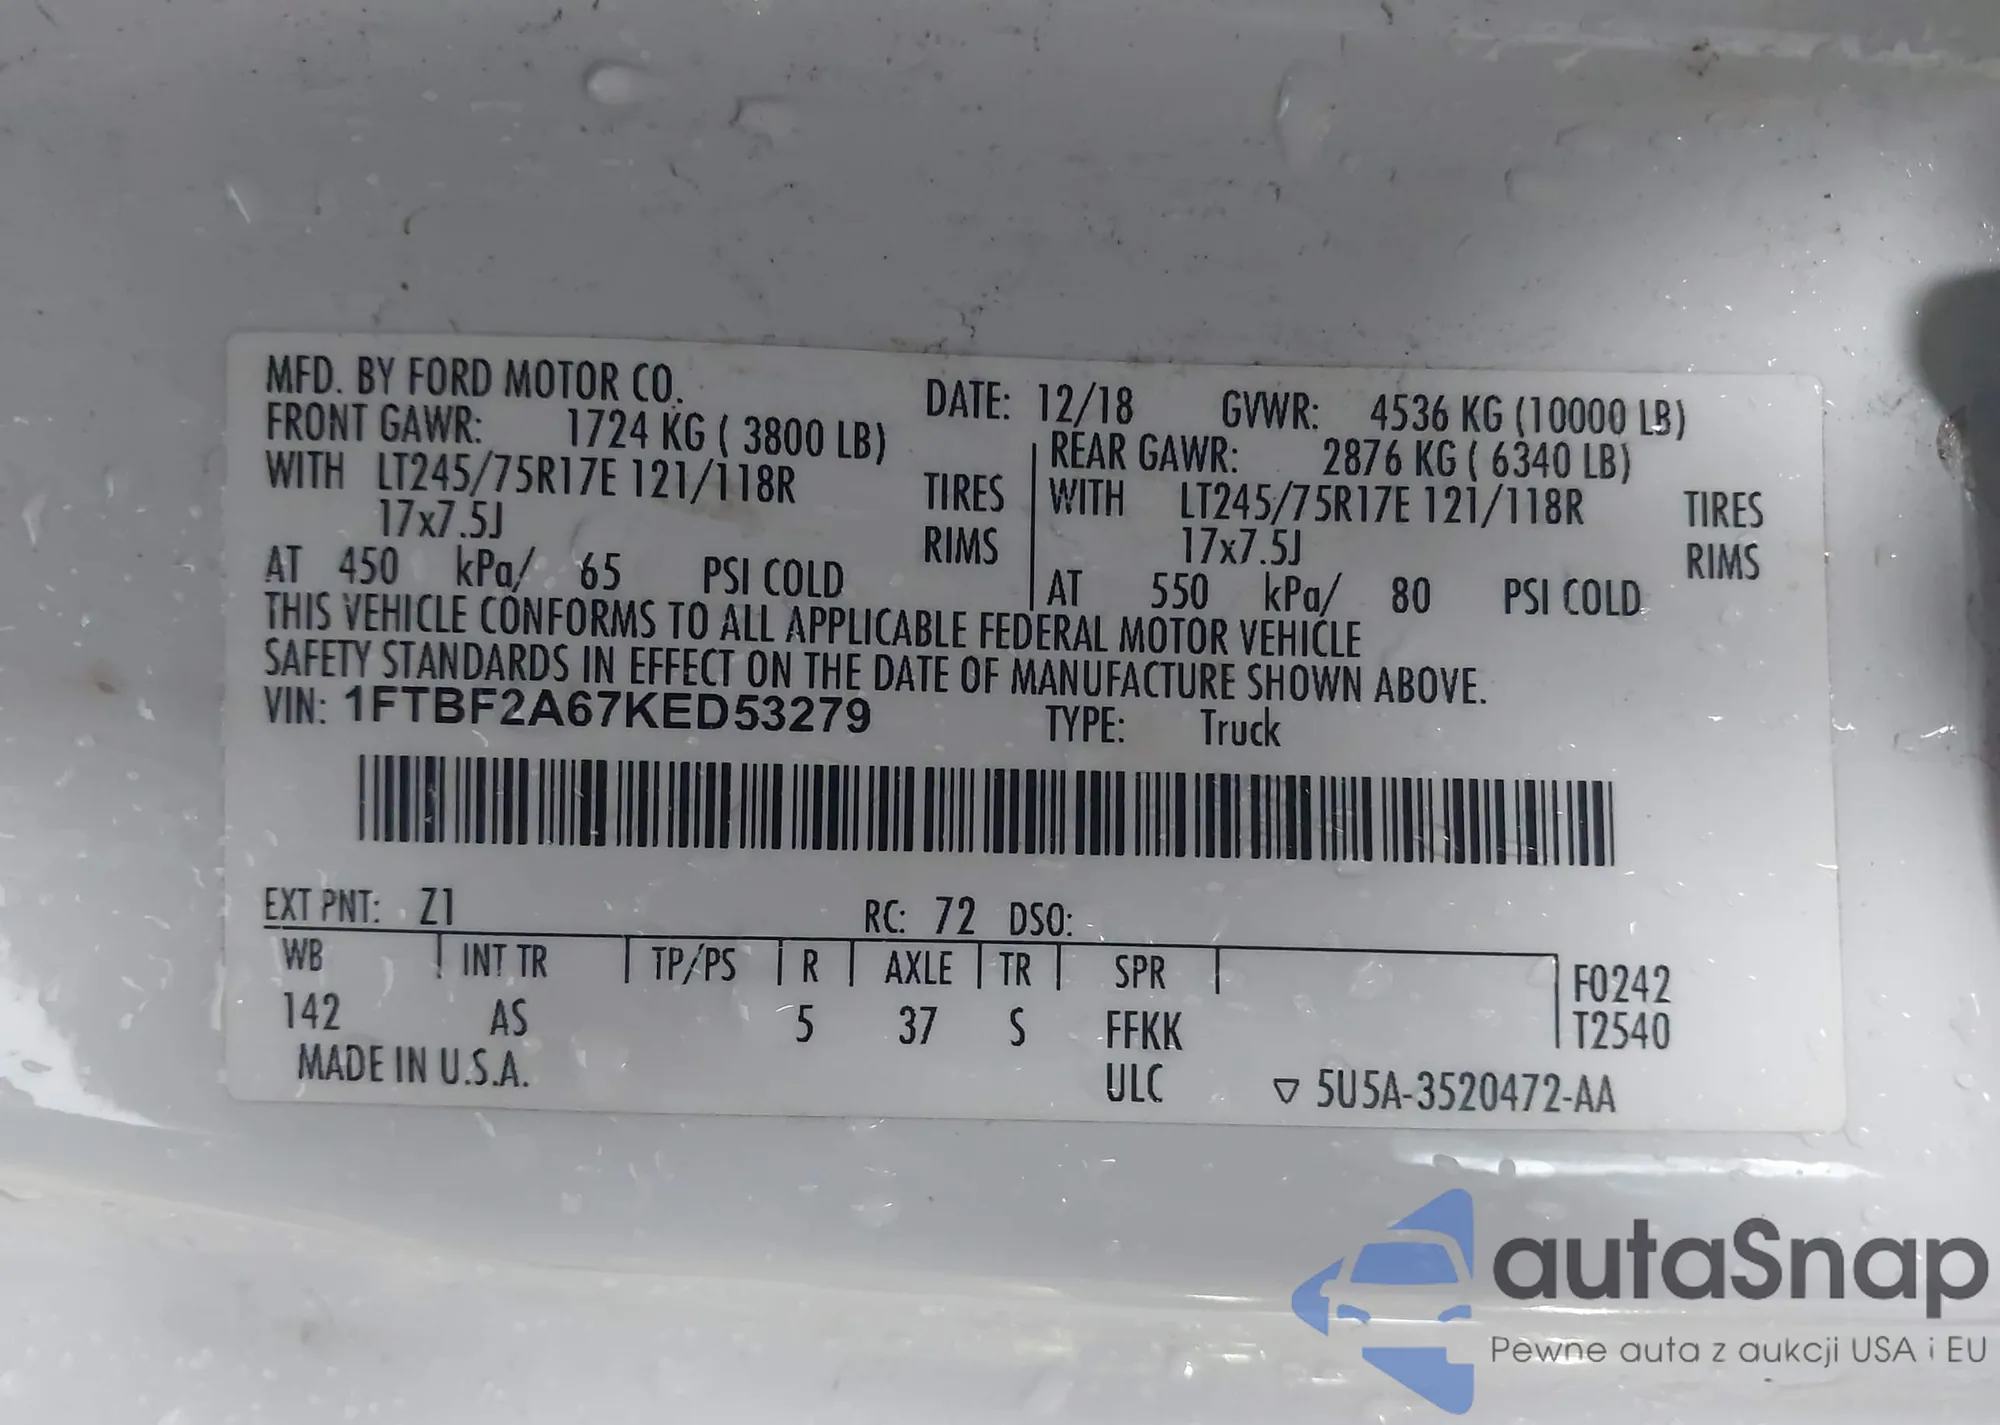 MFD. BY FORD MOTOR CO. DATE: 12/18 GVWR: 4536 KG (10000 LB)
FRONT GAWR: 1724 KG ( 3800 LB) REAR GAWR: 2876 KG ( 6340 LB)
WITH LT245/75R17E 121/118R TIRES WITH LT245/75R17E 121/118R TIRES
17x7.5J RIMS 17x7.5J RIMS
AT 450 kPa/ 65 PSI COLD AT 550 kPa/ 80 PSI COLD
THIS VEHICLE CONFORMS TO ALL APPLICABLE FEDERAL MOTOR VEHICLE
SAFETY STANDARDS IN EFFECT ON THE DATE OF MANUFACTURE SHOWN ABOVE.
VIN: 1FTBF2A67KED53279 TYPE: Truck
EXT PNT: Z1 RC: 72 DSO:
WB INT TR TP/PS R AXLE TR SPR F0242
142 AS 5 37 S FFKK T2540
MADE IN U.S.A. ULC ▽ 5U5A-3520472-AA
autaSnap
Pewne auta z aukcji USA i EU